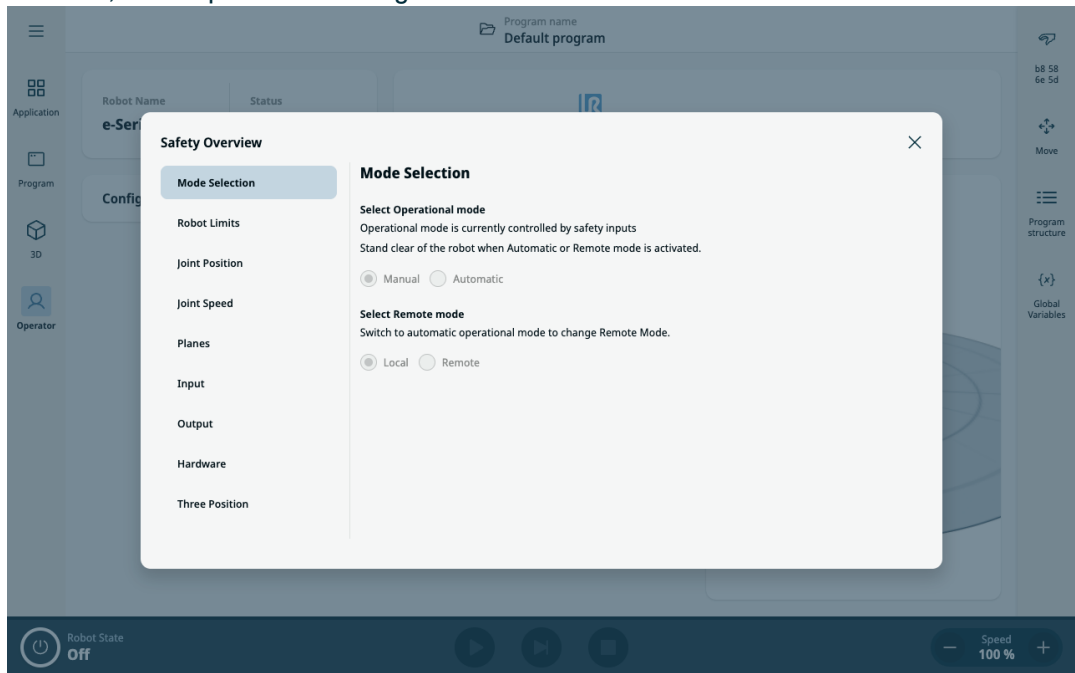 Program name
Default program
b8 58
6e 5d
Application
Robot Name
Status
e-Seri
Move
Program
Config
Program
structure
3D
Global
Variables
Operator
Safety Overview
Mode Selection
Robot Limits
Joint Position
Joint Speed
Planes
Input
Output
Hardware
Three Position
Mode Selection
Select Operational mode
Operational mode is currently controlled by safety inputs
Stand clear of the robot when Automatic or Remote mode is activated.
Manual Automatic
Select Remote mode
Switch to automatic operational mode to change Remote Mode.
Local Remote
Robot State
Off
Speed
100 %